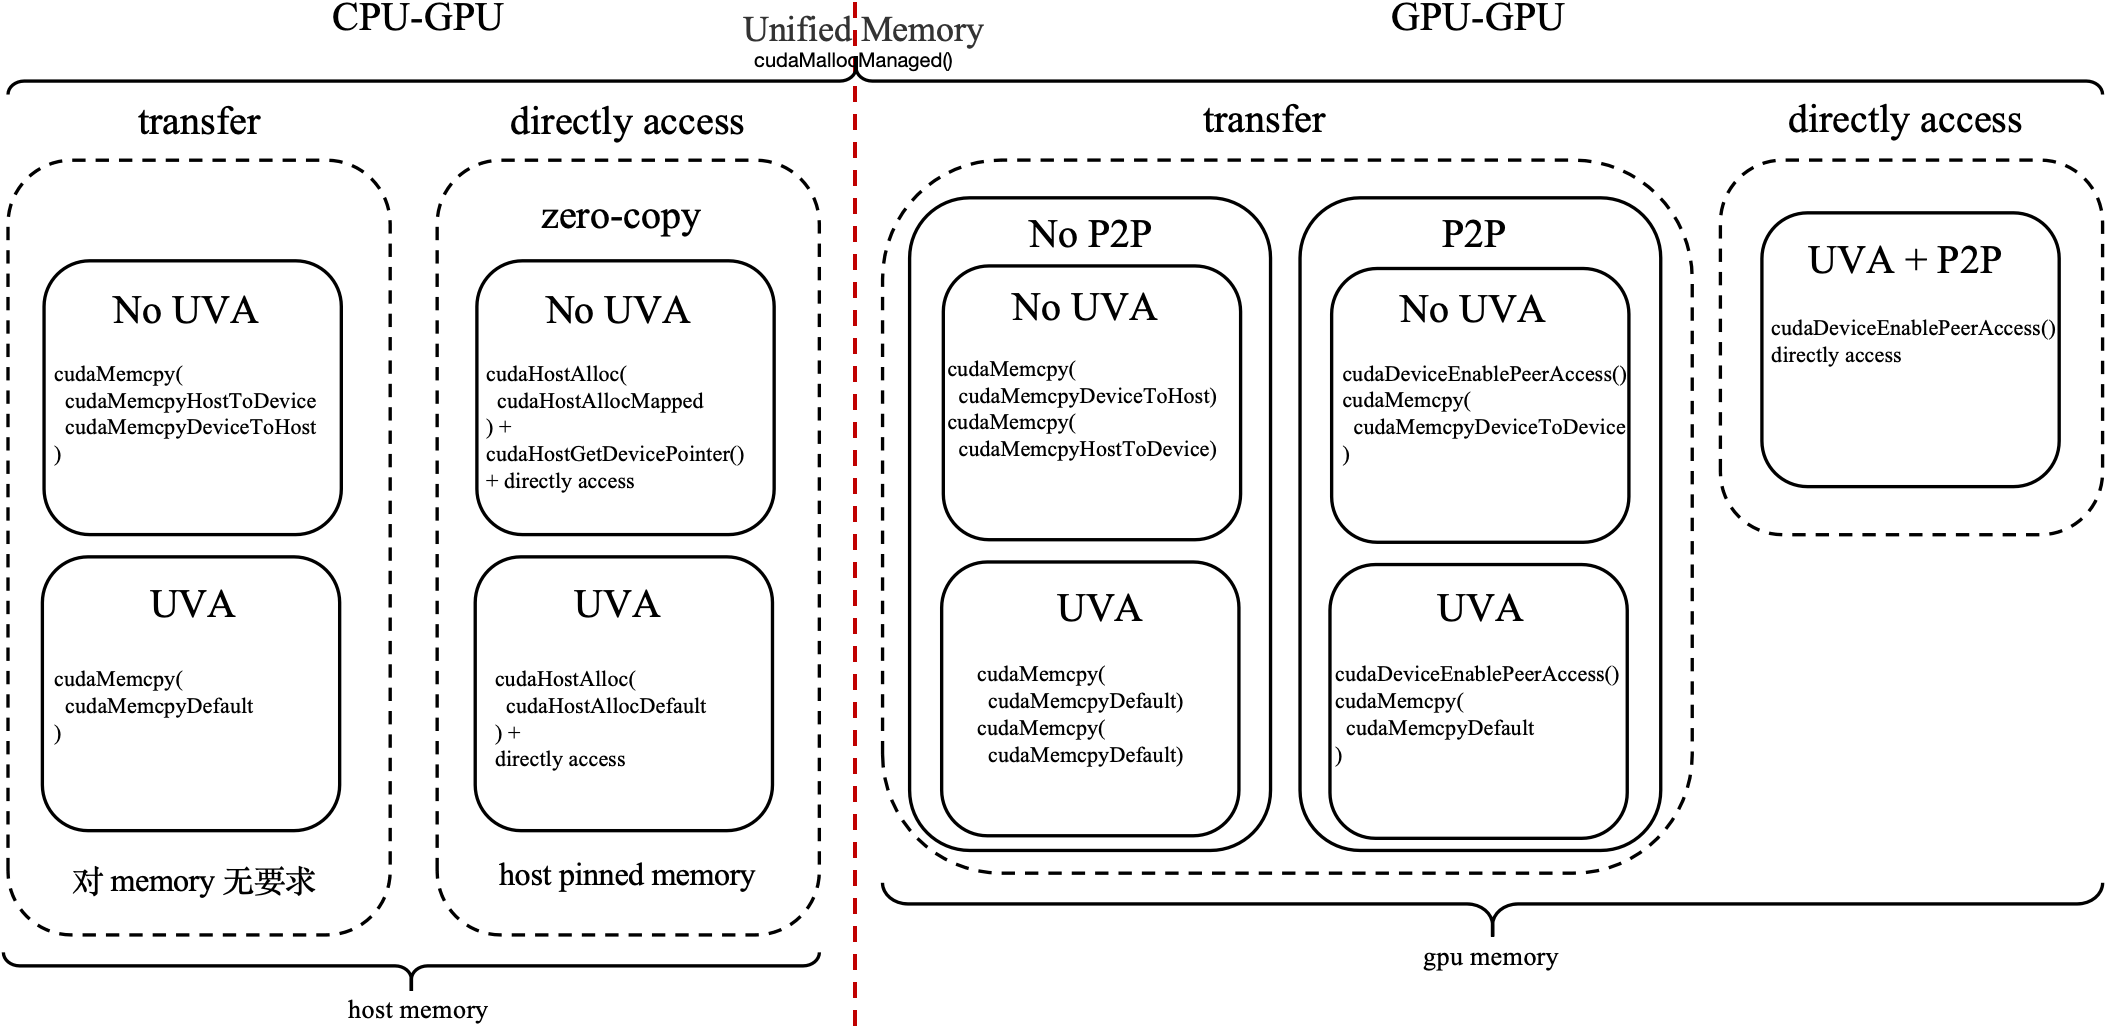 CPU-GPU
Unified Memory
cudaMallocManaged()
GPU-GPU
transfer
directly access
zero-copy
No UVA
cudaMemcpy(
cudaMemcpyHostToDevice
cudaMemcpyDeviceToHost
)
UVA
cudaMemcpy(
cudaMemcpyDefault
)
对 memory 无要求
No UVA
cudaHostAlloc(
cudaHostAllocMapped
) +
cudaHostGetDevicePointer()
+ directly access
UVA
cudaHostAlloc(
cudaHostAllocDefault
) +
directly access
host pinned memory
host memory
transfer
No P2P
No UVA
cudaMemcpy(
cudaMemcpyDeviceToHost)
cudaMemcpy(
cudaMemcpyHostToDevice)
UVA
cudaMemcpy(
cudaMemcpyDefault)
cudaMemcpy(
cudaMemcpyDefault)
P2P
No UVA
cudaDeviceEnablePeerAccess()
cudaMemcpy(
cudaMemcpyDeviceToDevice
)
UVA
cudaDeviceEnablePeerAccess()
cudaMemcpy(
cudaMemcpyDefault
)
directly access
UVA + P2P
cudaDeviceEnablePeerAccess()
directly access
gpu memory